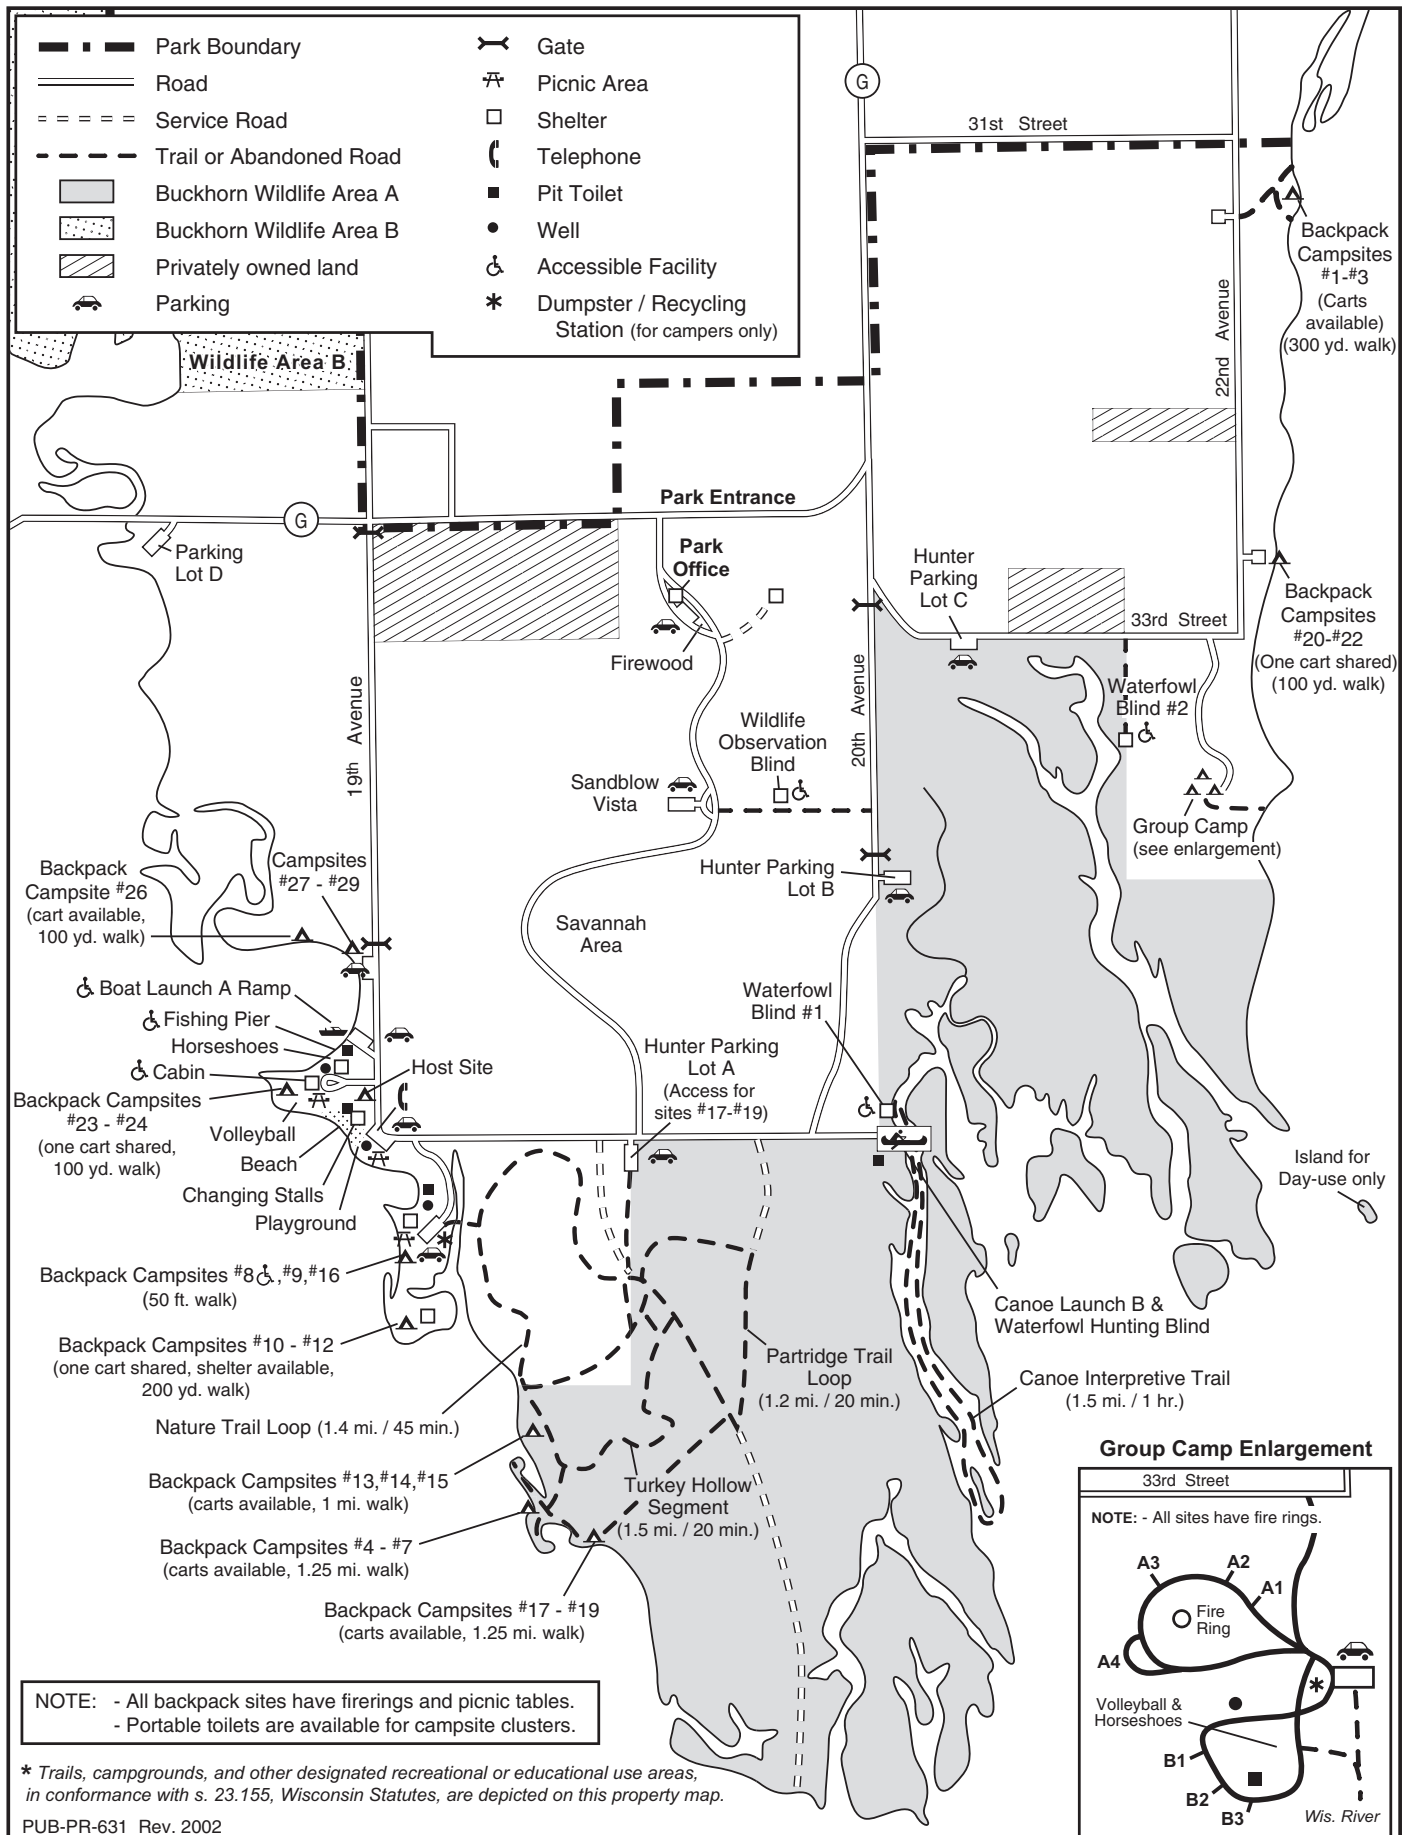 Park Boundary
Road
Service Road
Trail or Abandoned Road
Buckhorn Wildlife Area A
Buckhorn Wildlife Area B
Privately owned land
Parking
Gate
Picnic Area
Shelter
Telephone
Pit Toilet
Well
Accessible Facility
Dumpster / Recycling
Station (for campers only)
G
31st Street
Backpack
Campsites
#1-#3
(Carts
available)
(300 yd. walk)
22nd Avenue
Wildlife Area B
Park Entrance
G
Parking
Lot D
Park
Office
Firewood
Hunter
Parking
Lot C
33rd Street
Backpack
Campsites
#20-#22
(One cart shared)
(100 yd. walk)
19th Avenue
20th Avenue
Waterfowl
Blind #2
Wildlife
Observation
Blind
Sandblow
Vista
Group Camp
(see enlargement)
Backpack
Campsite #26
(cart available,
100 yd. walk)
Campsites
#27 - #29
Hunter Parking
Lot B
Savannah
Area
Boat Launch A Ramp
Fishing Pier
Horseshoes
Cabin
Host Site
Backpack Campsites
#23 - #24
(one cart shared,
100 yd. walk)
Volleyball
Beach
Changing Stalls
Playground
Waterfowl
Blind #1
Hunter Parking
Lot A
(Access for
sites #17-#19)
Island for
Day-use only
Backpack Campsites #8 ,#9,#16
(50 ft. walk)
Backpack Campsites #10 - #12
(one cart shared, shelter available,
200 yd. walk)
Canoe Launch B &
Waterfowl Hunting Blind
Partridge Trail
Loop
(1.2 mi. / 20 min.)
Canoe Interpretive Trail
(1.5 mi. / 1 hr.)
Nature Trail Loop (1.4 mi. / 45 min.)
Backpack Campsites #13,#14,#15
(carts available, 1 mi. walk)
Turkey Hollow
Segment
(1.5 mi. / 20 min.)
Backpack Campsites #4 - #7
(carts available, 1.25 mi. walk)
Backpack Campsites #17 - #19
(carts available, 1.25 mi. walk)
Group Camp Enlargement
33rd Street
NOTE: - All sites have fire rings.
A3
A2
A1
Fire
Ring
A4
Volleyball &
Horseshoes
B1
B2
B3
Wis. River
NOTE: - All backpack sites have firerings and picnic tables.
- Portable toilets are available for campsite clusters.
* Trails, campgrounds, and other designated recreational or educational use areas,
in conformance with s. 23.155, Wisconsin Statutes, are depicted on this property map.
PUB-PR-631 Rev. 2002